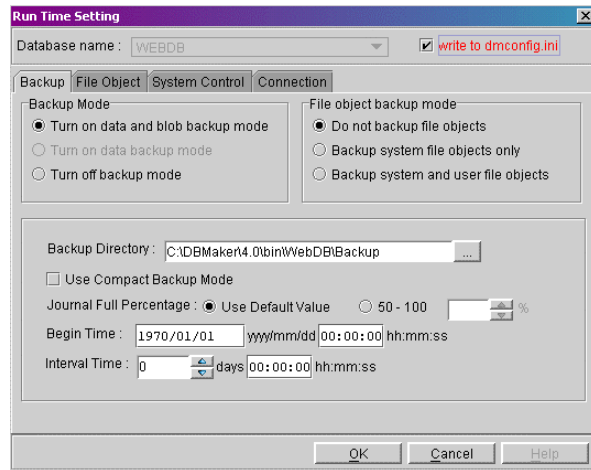 Run Time Setting
Database name : WEBDB write to dmconfig.ini
Backup File Object System Control Connection
Backup Mode
Turn on data and blob backup mode
Turn on data backup mode
Turn off backup mode
File object backup mode
Do not backup file objects
Backup system file objects only
Backup system and user file objects
Backup Directory : C:\DBMaker\4.0\bin\WebDB\Backup ...
Use Compact Backup Mode
Journal Full Percentage : Use Default Value 50 - 100 %
Begin Time : 1970/01/01 yyyy/mm/dd 00:00:00 hh:mm:ss
Interval Time : 0 days 00:00:00 hh:mm:ss
OK Cancel Help